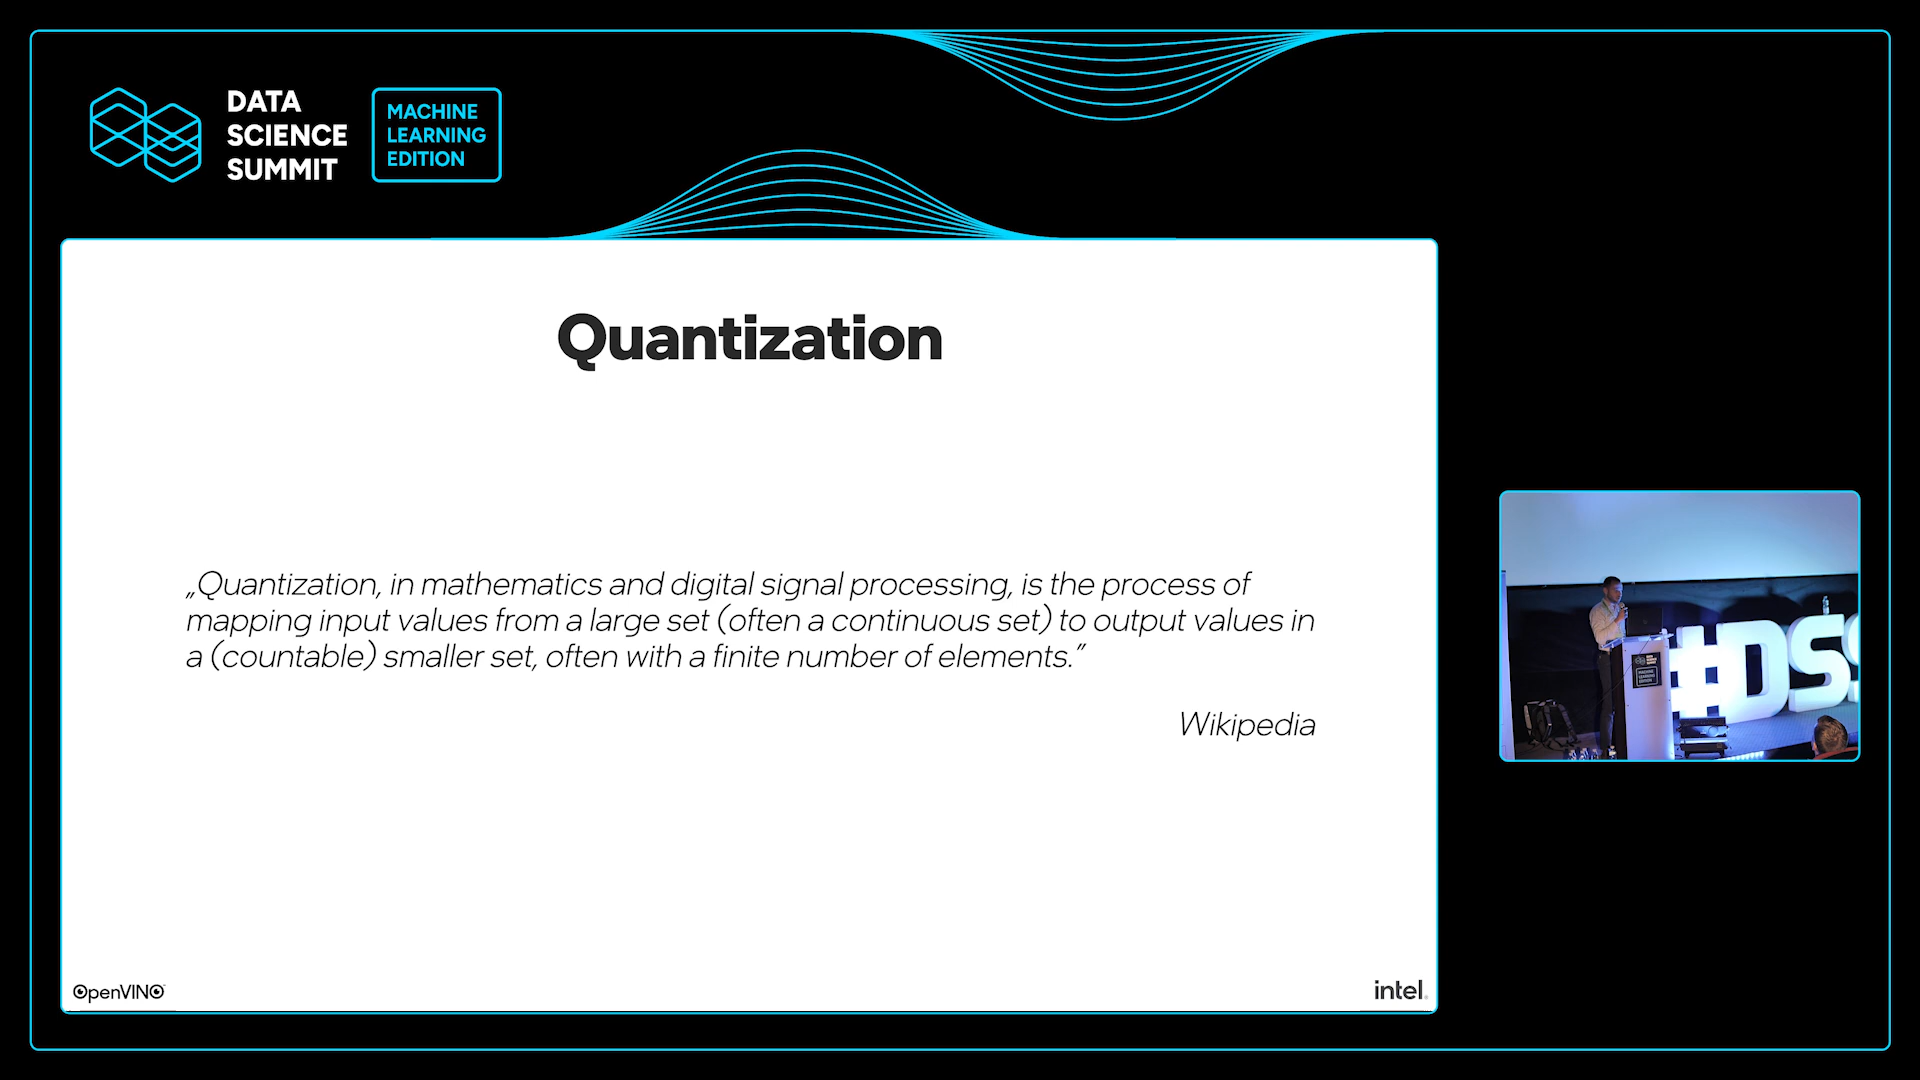 DATA
SCIENCE
SUMMIT
MACHINE
LEARNING
EDITION
Quantization
„Quantization, in mathematics and digital signal processing, is the process of
mapping input values from a large set (often a continuous set) to output values in
a (countable) smaller set, often with a finite number of elements.”
Wikipedia
OpenVINO
intel.
#DSS